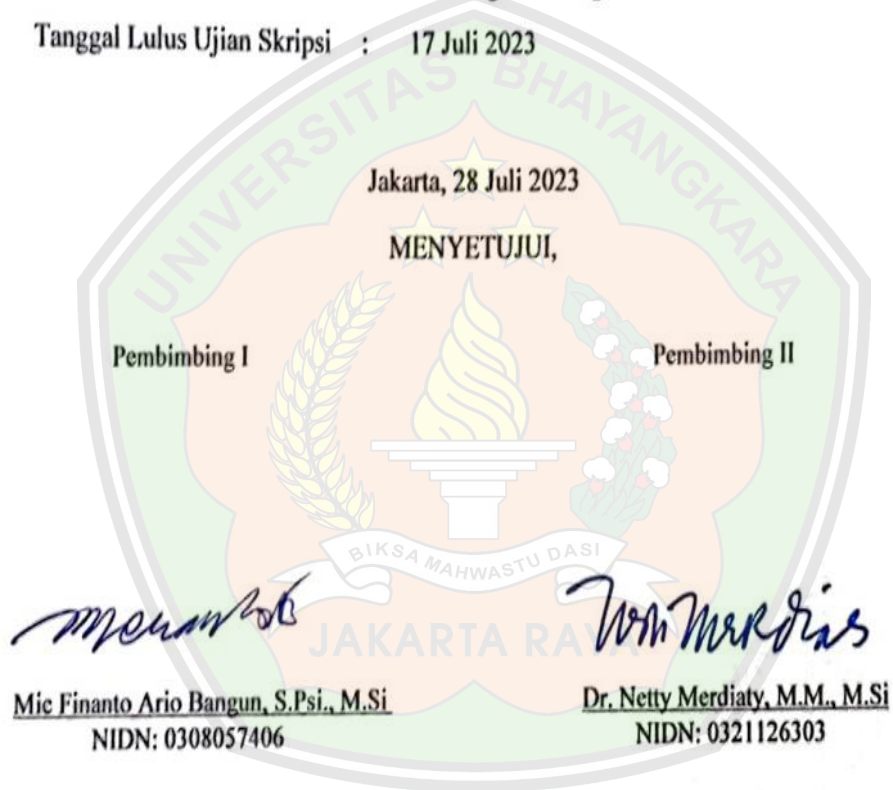 Tanggal Lulus Ujian Skripsi : 17 Juli 2023
UNIVERSITAS BHAYANGKARA
Jakarta, 28 Juli 2023
MENYETUJUI,
Pembimbing I Pembimbing II
BIKSA MAHWASTU DASI
JAKARTA RAYA
Mic Finanto Ario Bangun, S.Psi., M.Si Dr. Netty Merdiaty, M.M., M.Si
NIDN: 0308057406 NIDN: 0321126303